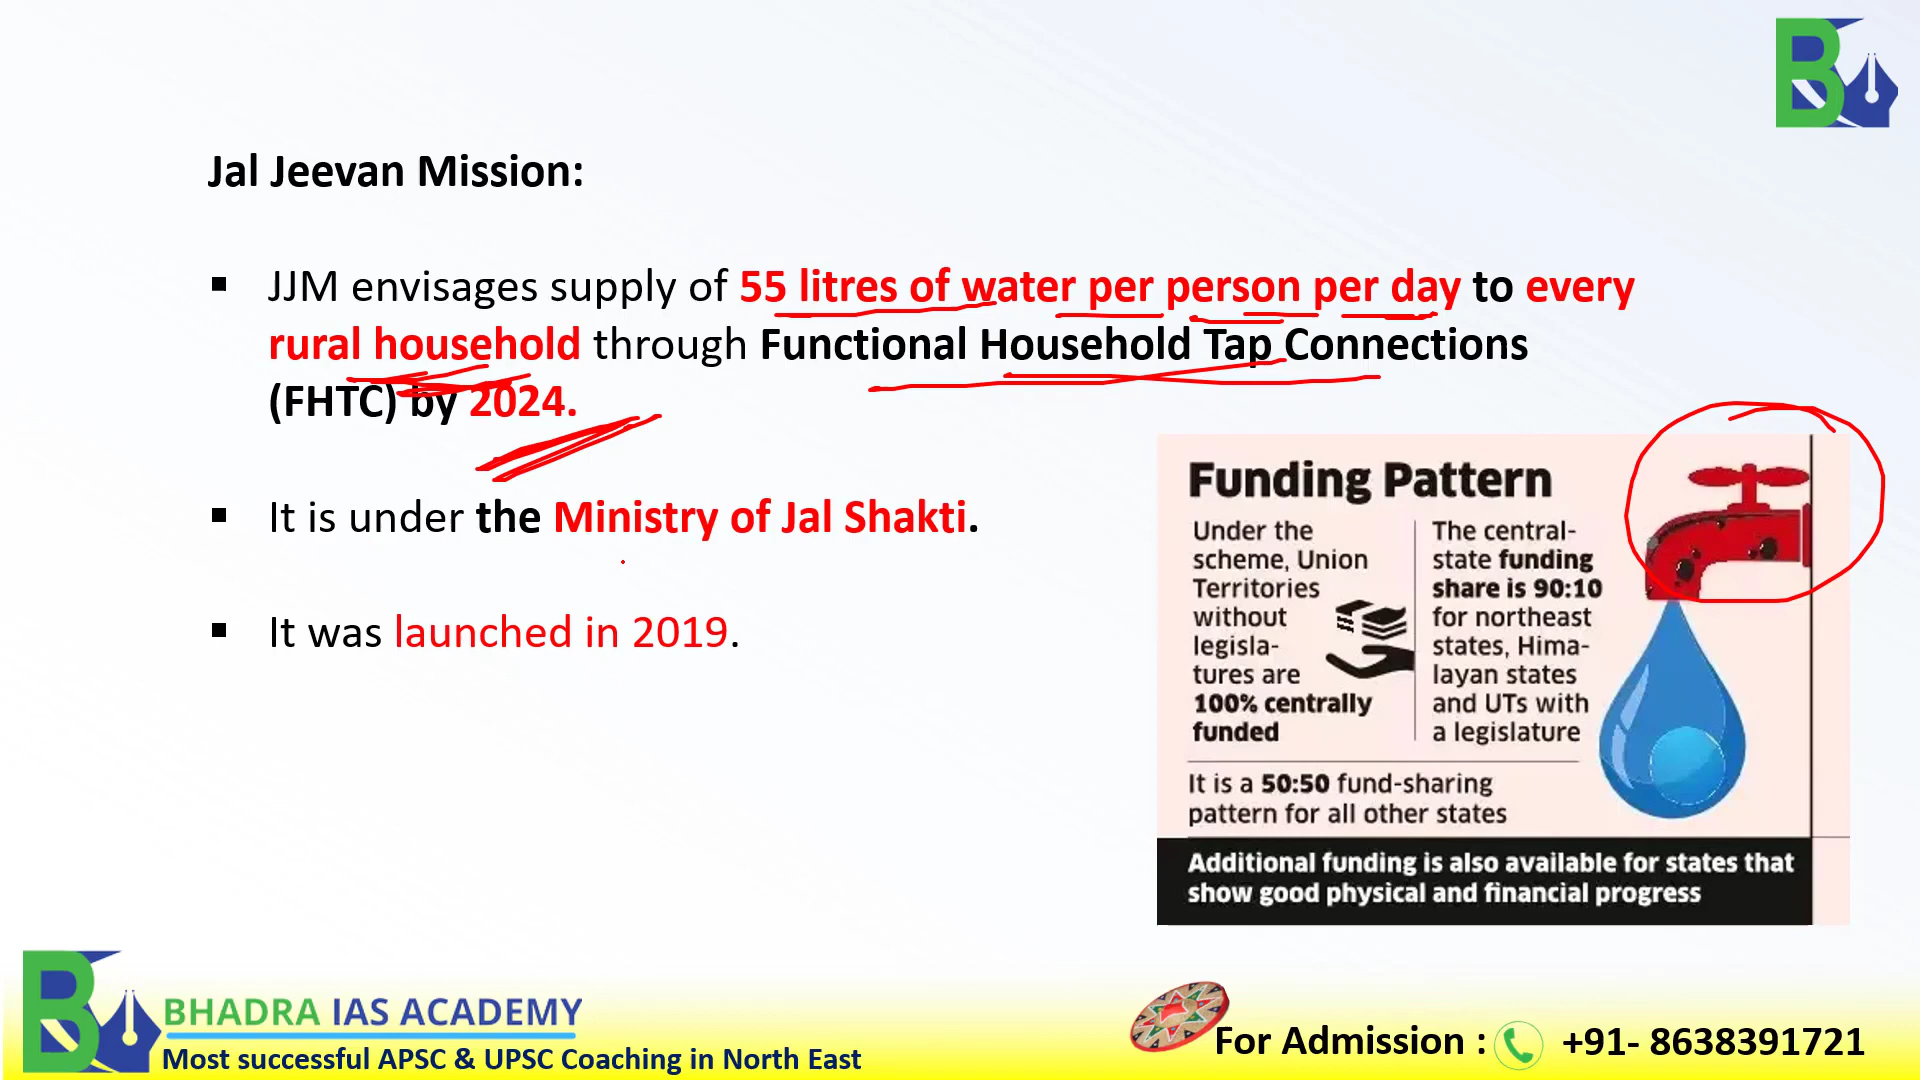 Jal Jeevan Mission:
▪ JJM envisages supply of 55 litres of water per person per day to every
rural household through Functional Household Tap Connections
(FHTC) by 2024.
▪ It is under the Ministry of Jal Shakti.
▪ It was launched in 2019.
Funding Pattern
Under the
scheme, Union
Territories
without
legisla-
tures are
100% centrally
funded
The central-
state funding
share is 90:10
for northeast
states, Hima-
layan states
and UTs with
a legislature
It is a 50:50 fund-sharing
pattern for all other states
Additional funding is also available for states that
show good physical and financial progress
BHADRA IAS ACADEMY
Most successful APSC & UPSC Coaching in North East
For Admission : +91- 8638391721